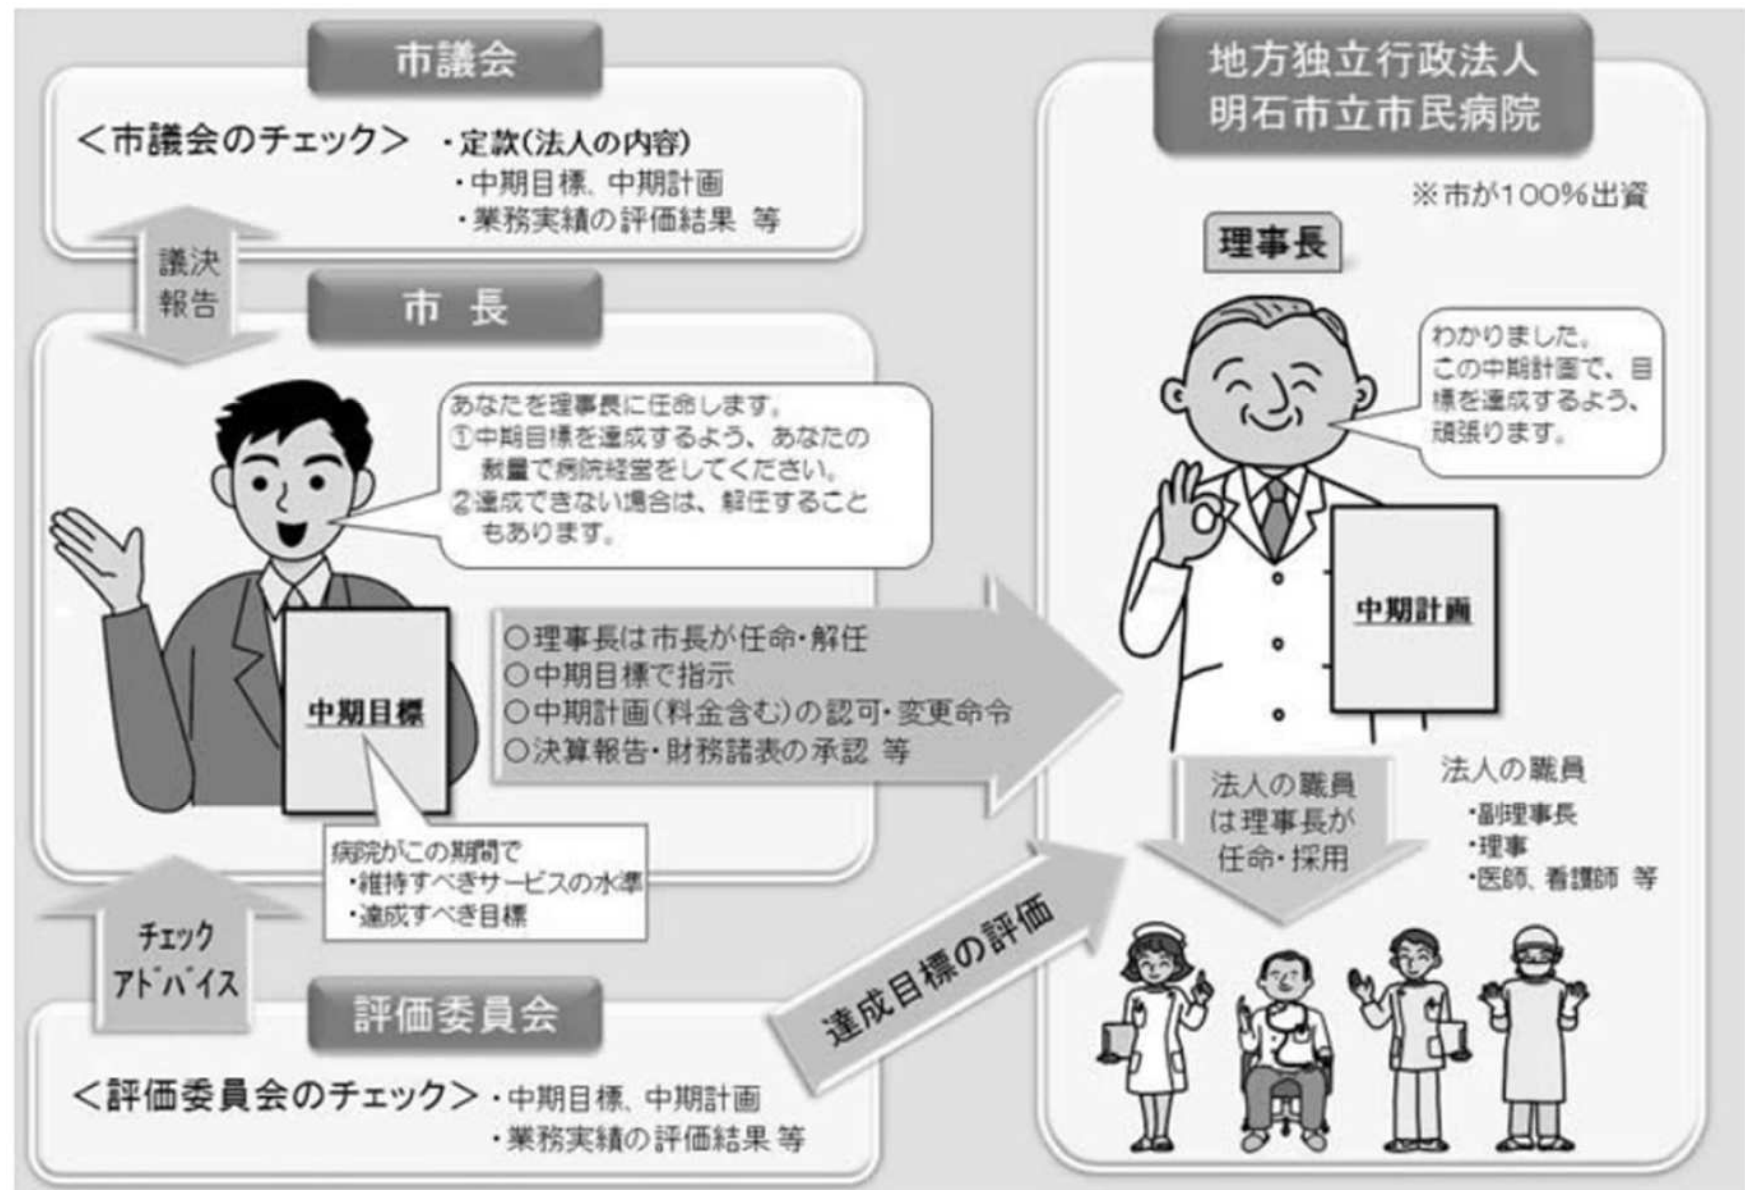 市議会
＜市議会のチェック＞ ・定款(法人の内容)
・中期目標、中期計画
・業務実績の評価結果 等
議決
報告
市 長
あなたを理事長に任命します。
①中期目標を達成するよう、あなたの
裁量で病院経営をしてください。
②達成できない場合は、解任すること
もあります。
中期目標
病院がこの期間で
・維持すべきサービスの水準
・達成すべき目標
○理事長は市長が任命・解任
○中期目標で指示
○中期計画(料金含む)の認可・変更命令
○決算報告・財務諸表の承認 等
チェック
アドバイス
評価委員会
＜評価委員会のチェック＞ ・中期目標、中期計画
・業務実績の評価結果 等
達成目標の評価
地方独立行政法人
明石市立市民病院
※市が100%出資
理事長
わかりました。
この中期計画で、目
標を達成するよう、
頑張ります。
中期計画
法人の職員
は理事長が
任命・採用
法人の職員
・副理事長
・理事
・医師、看護師 等